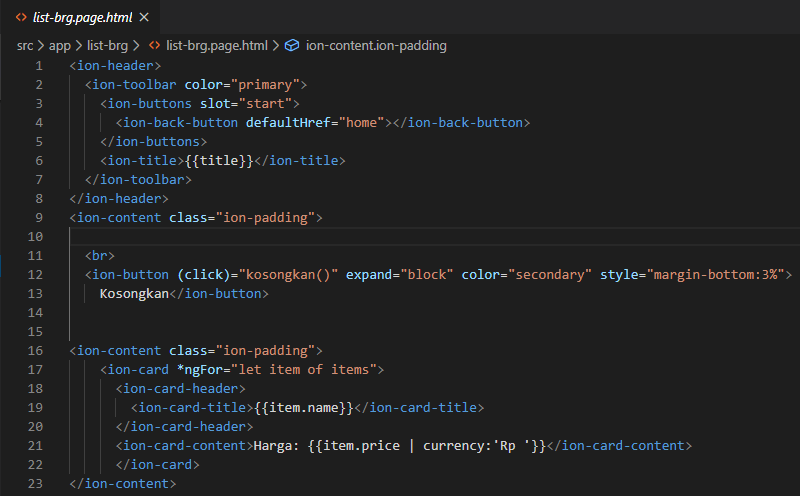 list-brg.page.html ×
src > app > list-brg > list-brg.page.html > ion-content.ion-padding
1 <ion-header>
2 <ion-toolbar color="primary">
3 <ion-buttons slot="start">
4 <ion-back-button defaultHref="home"></ion-back-button>
5 </ion-buttons>
6 <ion-title>{{title}}</ion-title>
7 </ion-toolbar>
8 </ion-header>
9 <ion-content class="ion-padding">
10
11 <br>
12 <ion-button (click)="kosongkan()" expand="block" color="secondary" style="margin-bottom:3%">
13 Kosongkan</ion-button>
14
15
16 <ion-content class="ion-padding">
17 <ion-card *ngFor="let item of items">
18 <ion-card-header>
19 <ion-card-title>{{item.name}}</ion-card-title>
20 </ion-card-header>
21 <ion-card-content>Harga: {{item.price | currency:'Rp '}}</ion-card-content>
22 </ion-card>
23 </ion-content>